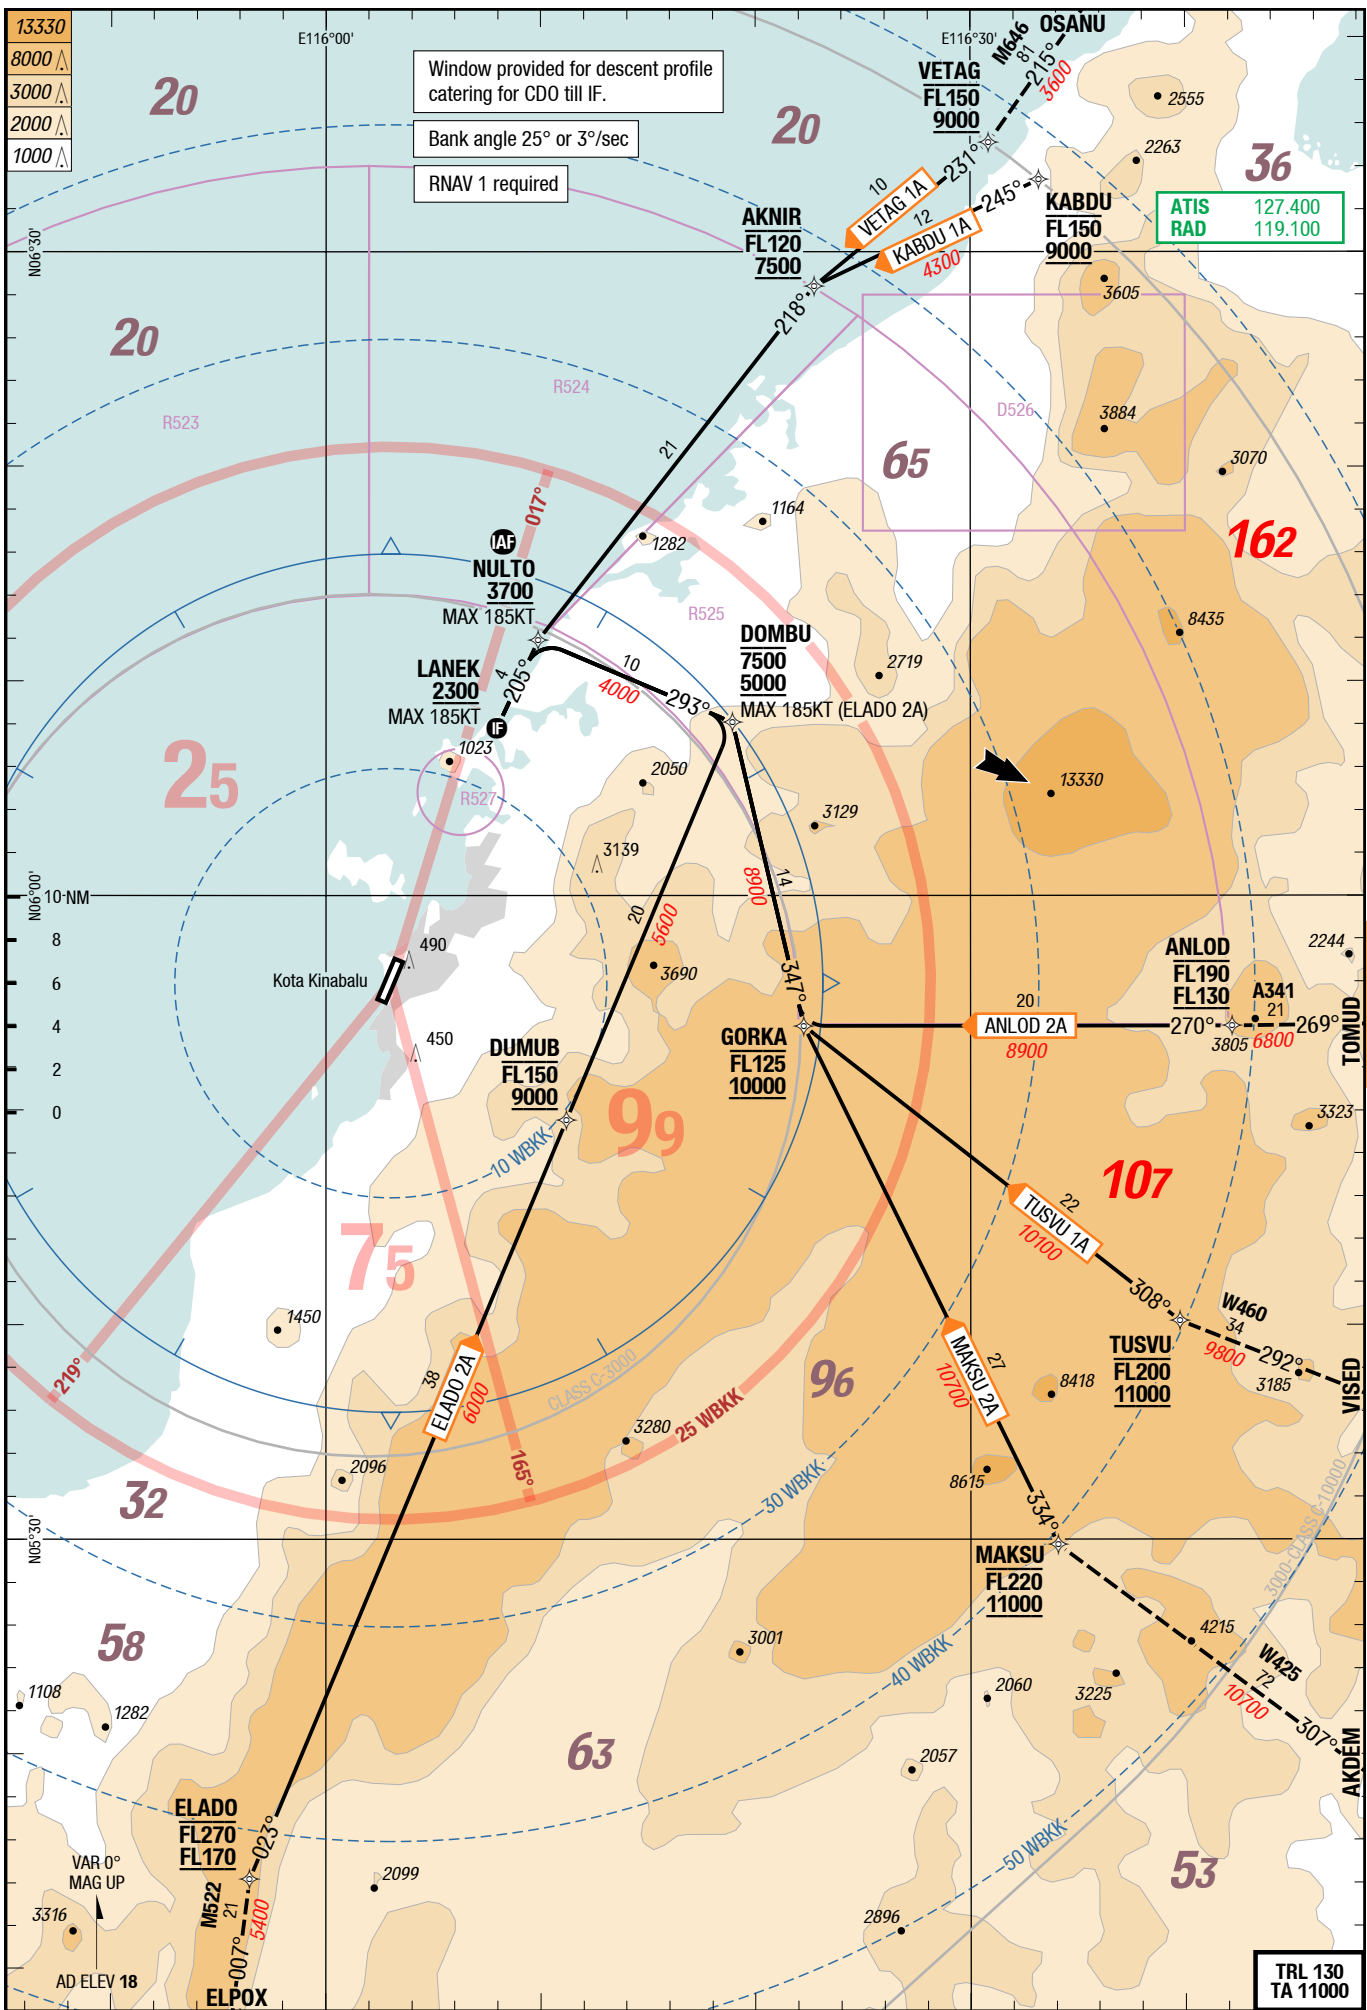 13330
8000
3000
2000
1000
E116°00'
E116°30'
Window provided for descent profile
catering for CDO till IF.
Bank angle 25° or 3°/sec
RNAV 1 required
20
20
20
36
OSANU
M646
81
215°
3600
VETAG
FL150
9000
2555
2263
ATIS 127.400
RAD 119.100
231°
10
VETAG 1A
245°
12
KABDU 1A
4300
KABDU
FL150
9000
AKNIR
FL120
7500
N06°30'
3605
218°
R523
R524
D526
3884
65
21
3070
162
017°
1164
1282
IAF
NULTO
3700
MAX 185KT
R525
8435
DOMBU
7500
5000
MAX 185KT (ELADO 2A)
2719
LANEK
2300
MAX 185KT
4
205°
10
4000
293°
IF
1023
R527
25
2050
3129
13330
3139
N06°00'
10 NM
8
6
4
2
0
14
8900
20
5600
490
3690
Kota Kinabalu
450
347°
ANLOD
FL190
FL130
2244
A341
21
269°
6800
TOMUD
20
ANLOD 2A
8900
270°
3805
GORKA
FL125
10000
DUMUB
FL150
9000
99
10 WBKK
3323
107
22
TUSVU 1A
10100
308°
75
1450
W460
34
292°
9800
3185
VISED
TUSVU
FL200
11000
219°
38
ELADO 2A
6000
CLASS C-3000
27
MAKSU 2A
10700
96
8418
25 WBKK
3280
165°
2096
32
30 WBKK
8615
334°
N05°30'
3000-CLASS C-10000
MAKSU
FL220
11000
58
3001
40 WBKK
4215
W425
72
10700
307°
AKDEM
3225
2060
1108
1282
63
2057
ELADO
FL270
FL170
023°
50 WBKK
53
VAR 0°
MAG UP
2099
M522
21
5400
007°
3316
2896
AD ELEV 18
ELPOX
TRL 130
TA 11000